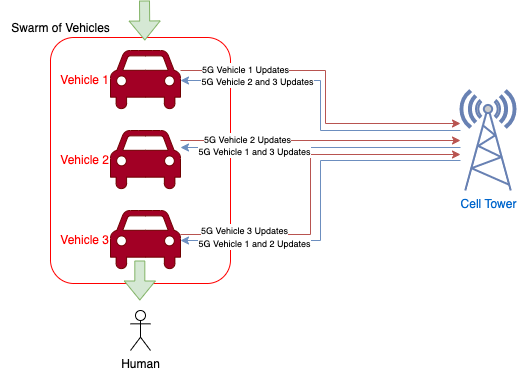 Swarm of Vehicles
Vehicle 1
5G Vehicle 1 Updates
5G Vehicle 2 and 3 Updates
Vehicle 2
5G Vehicle 2 Updates
5G Vehicle 1 and 3 Updates
Cell Tower
Vehicle 3
5G Vehicle 3 Updates
5G Vehicle 1 and 2 Updates
Human